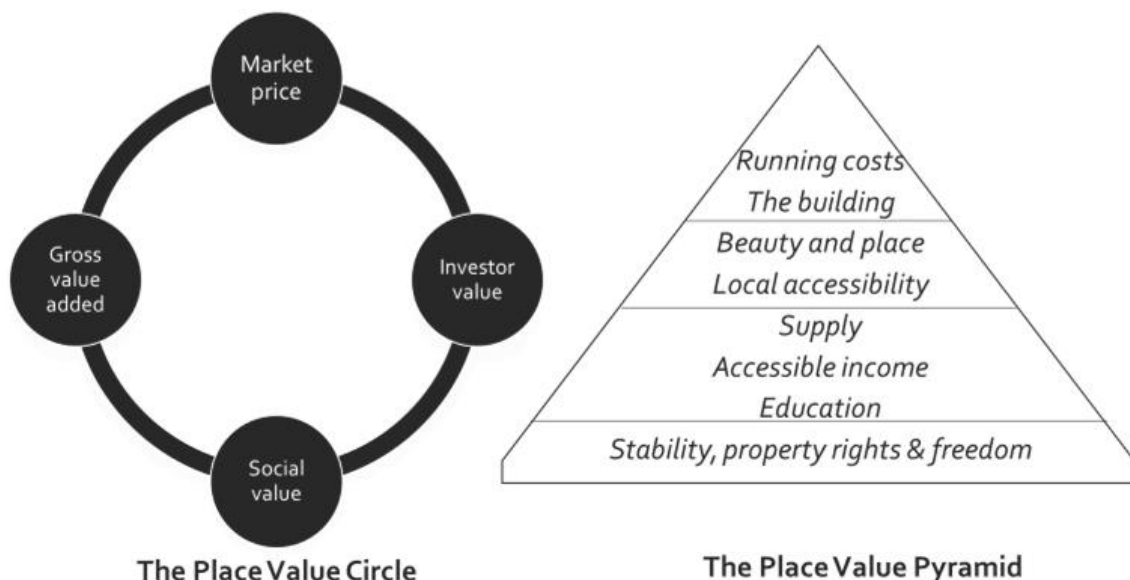 Market
price
Gross
value
added
Investor
value
Social
value
The Place Value Circle
Running costs
The building
Beauty and place
Local accessibility
Supply
Accessible income
Education
Stability, property rights & freedom
The Place Value Pyramid